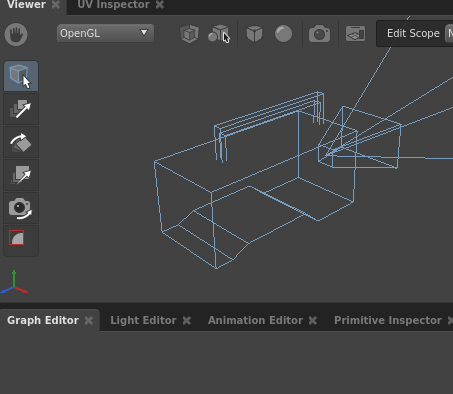 Viewer UV Inspector
OpenGL Edit Scope N
Graph Editor Light Editor Animation Editor Primitive Inspector